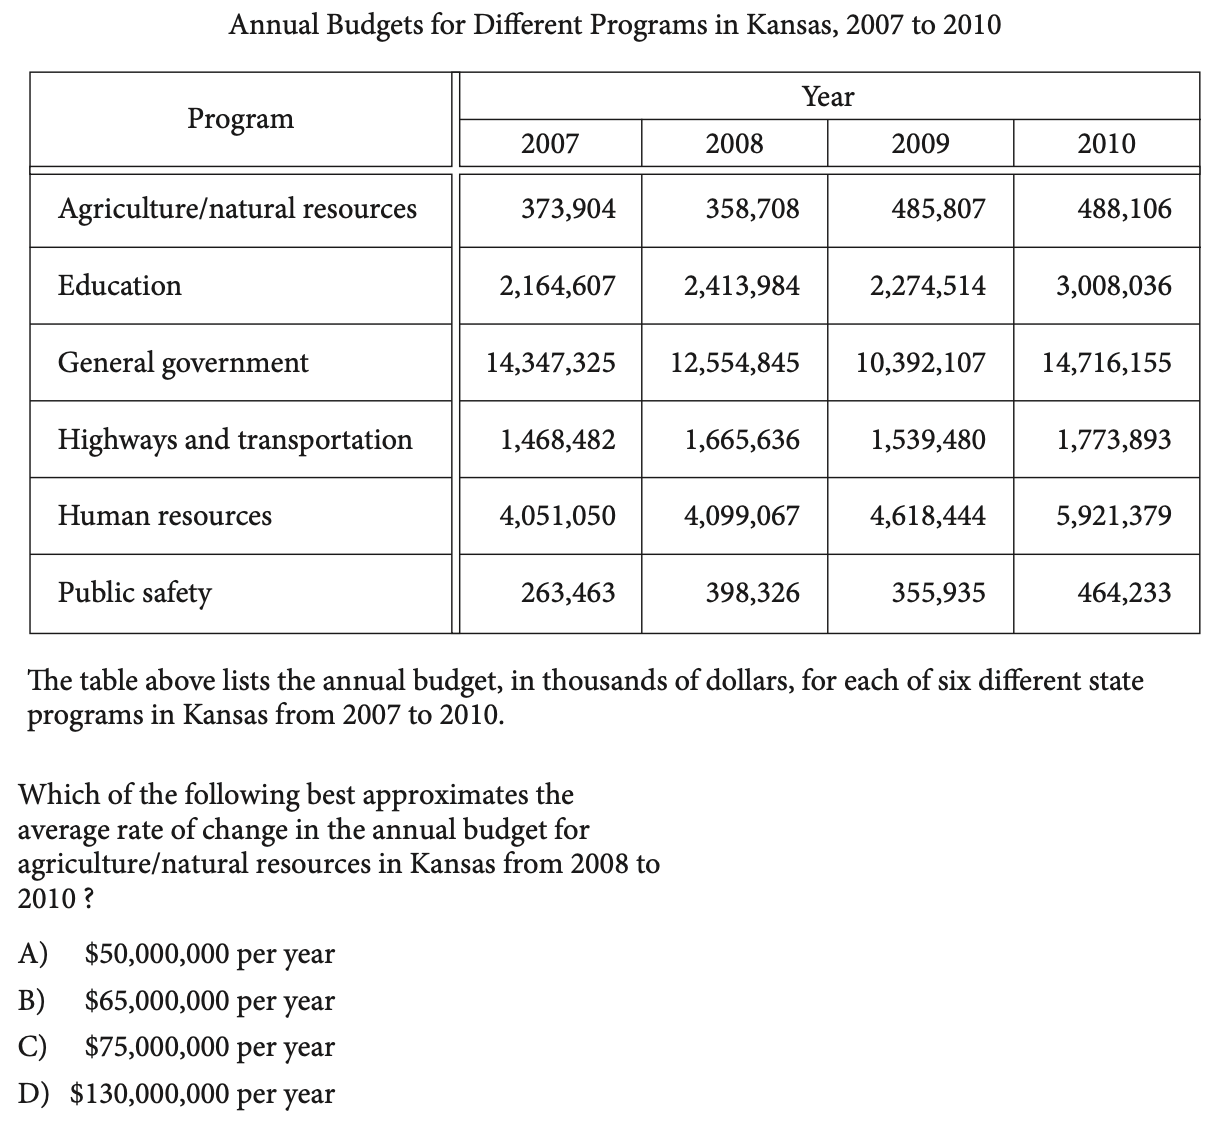 Annual Budgets for Different Programs in Kansas, 2007 to 2010
Program
Year
2007 2008 2009 2010
Agriculture/natural resources 373,904 358,708 485,807 488,106
Education 2,164,607 2,413,984 2,274,514 3,008,036
General government 14,347,325 12,554,845 10,392,107 14,716,155
Highways and transportation 1,468,482 1,665,636 1,539,480 1,773,893
Human resources 4,051,050 4,099,067 4,618,444 5,921,379
Public safety 263,463 398,326 355,935 464,233
The table above lists the annual budget, in thousands of dollars, for each of six different state
programs in Kansas from 2007 to 2010.
Which of the following best approximates the
average rate of change in the annual budget for
agriculture/natural resources in Kansas from 2008 to
2010 ?
A) $50,000,000 per year
B) $65,000,000 per year
C) $75,000,000 per year
D) $130,000,000 per year